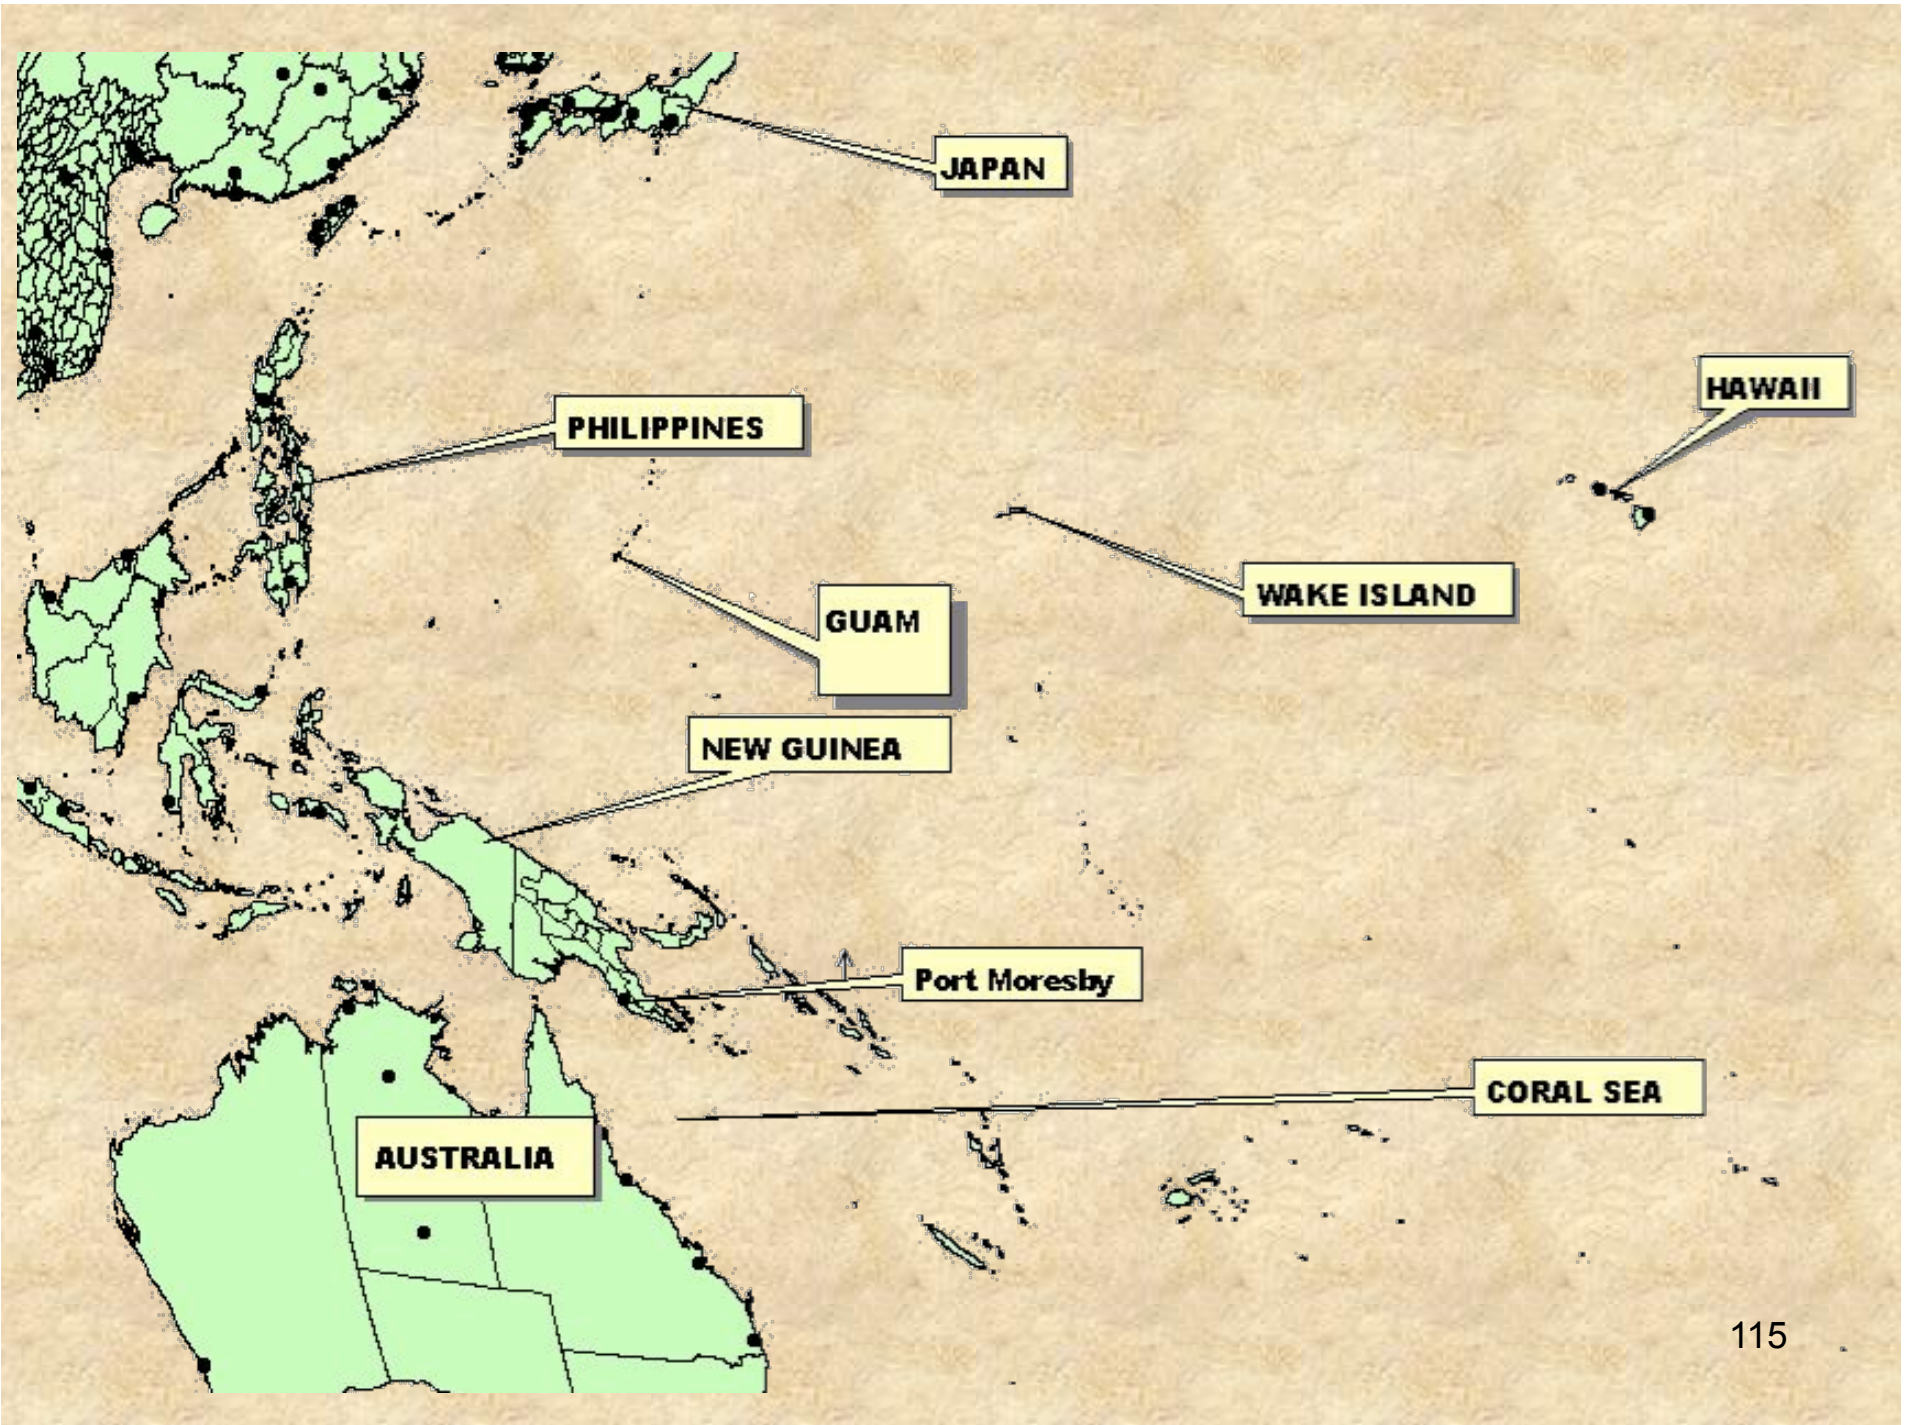 JAPAN
HAWAII
PHILIPPINES
WAKE ISLAND
GUAM
NEW GUINEA
Port Moresby
CORAL SEA
AUSTRALIA
115